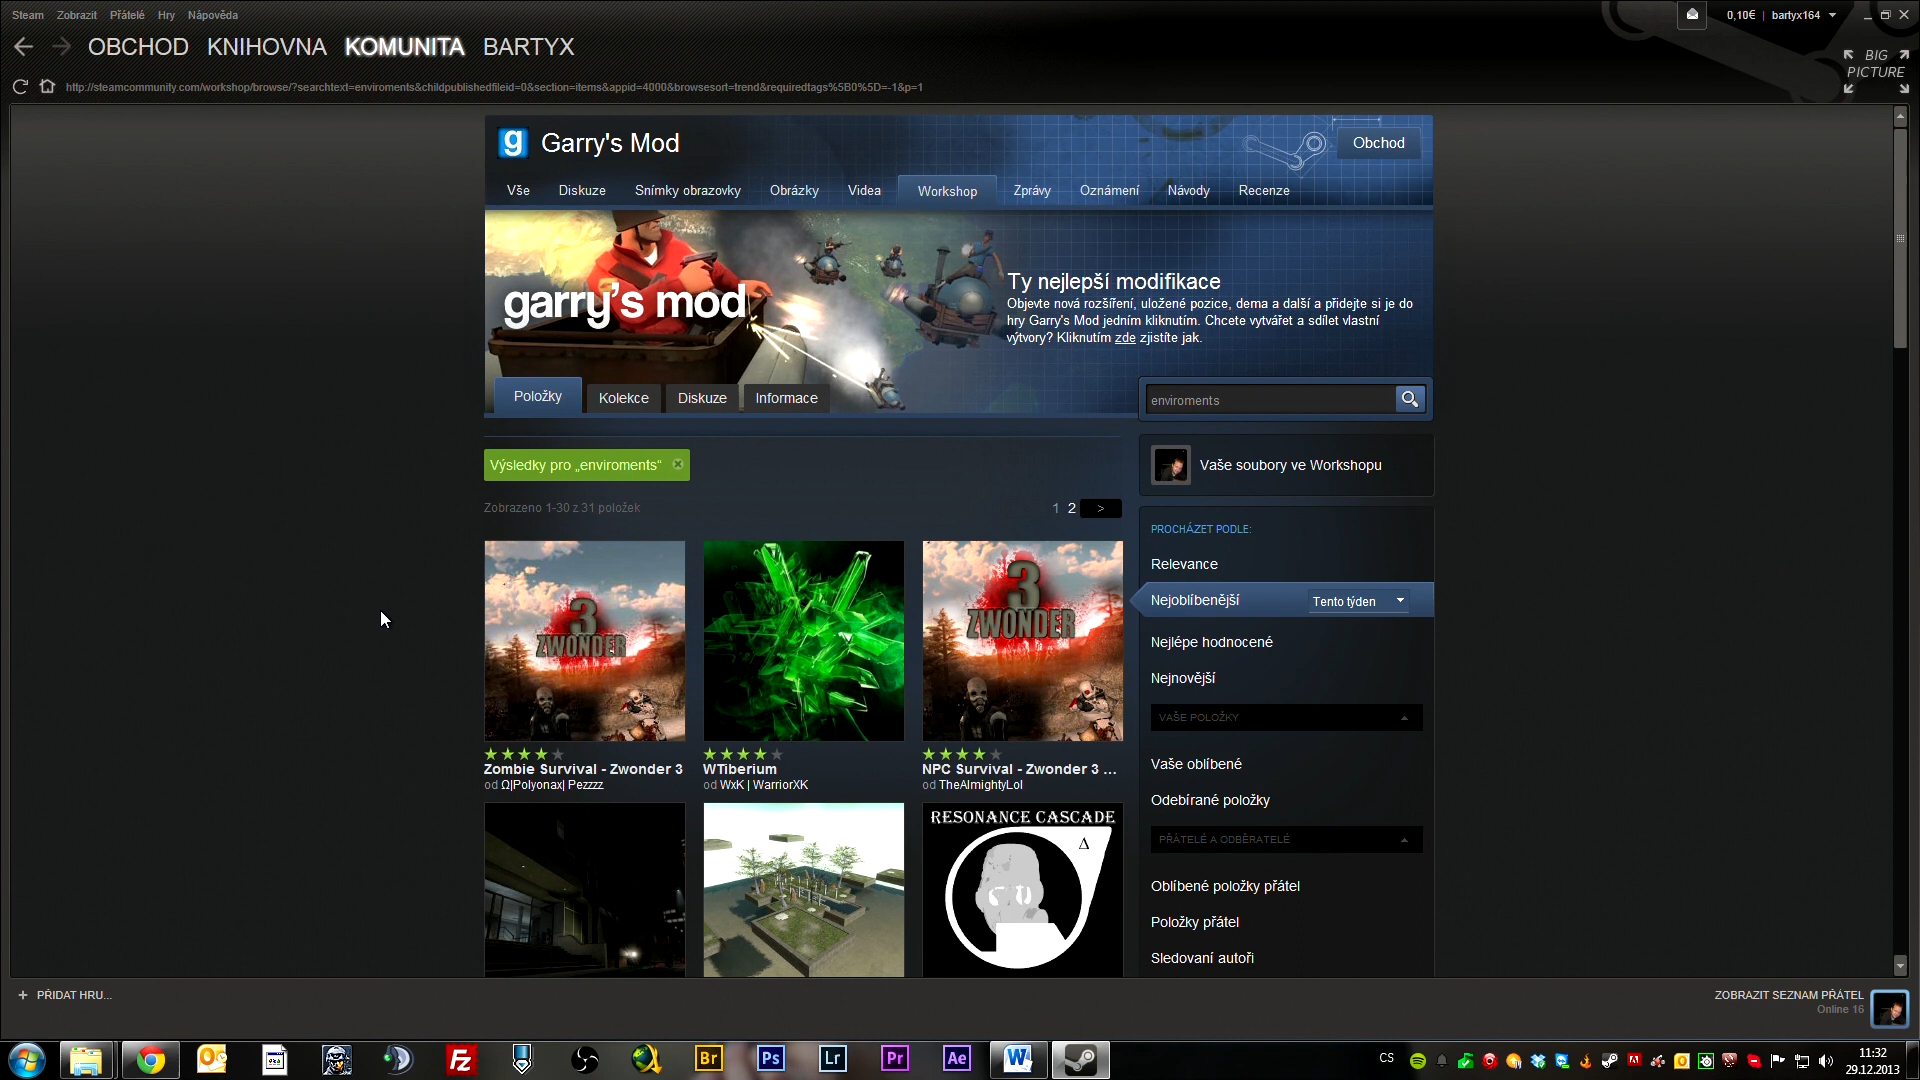 Steam Zobrazit Přátelé Hry Nápověda
0,10€ | bartyx164
OBCHOD KNIHOVNA KOMUNITA BARTYX
BIG PICTURE
http://steamcommunity.com/workshop/browse/?searchtext=enviroments&childpublishedfileid=0&section=items&appid=4000&browsesort=trend&requiredtags%5B0%5D=-1&p=1
g Garry's Mod
Obchod
Vše Diskuze Snímky obrazovky Obrázky Videa Workshop Zprávy Oznámení Návody Recenze
garry's mod
Ty nejlepší modifikace
Objevte nová rozšíření, uložené pozice, dema a další a přidejte si je do
hry Garry's Mod jedním kliknutím. Chcete vytvářet a sdílet vlastní
výtvory? Kliknutím zde zjistíte jak.
Položky Kolekce Diskuze Informace
enviroments
Výsledky pro „enviroments“
Vaše soubory ve Workshopu
Zobrazeno 1-30 z 31 položek
1 2 >
PROCHÁZET PODLE:
Relevance
Nejoblíbenější Tento týden
Nejlépe hodnocené
Nejnovější
VAŠE POLOŽKY
Vaše oblíbené
Odebírané položky
PŘÁTELÉ A ODBĚRATELÉ
Oblíbené položky přátel
Položky přátel
Sledovaní autoři
3 ZWONDER
3 ZWONDER
Zombie Survival - Zwonder 3
od Ω|Polyonax| Pezzzz
WTiberium
od WxK | WarriorXK
NPC Survival - Zwonder 3 ...
od TheAlmightyLol
RESONANCE CASCADE
Δ
+ PŘIDAT HRU...
ZOBRAZIT SEZNAM PŘÁTEL
Online 16
Fz Br Ps Lr Pr Ae W
CS
11:32
29.12.2013